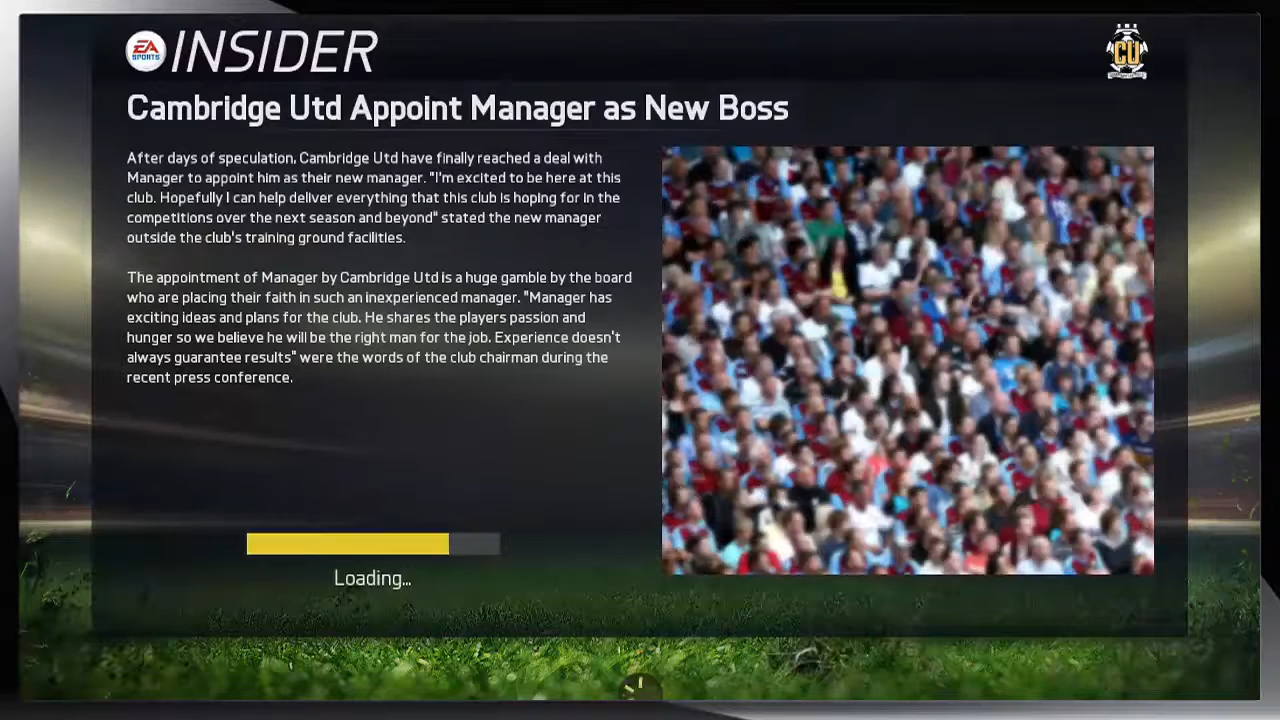 EA
SPORTS
INSIDER
CU
Cambridge Utd Appoint Manager as New Boss
After days of speculation, Cambridge Utd have finally reached a deal with
Manager to appoint him as their new manager. "I'm excited to be here at this
club. Hopefully I can help deliver everything that this club is hoping for in the
competitions over the next season and beyond" stated the new manager
outside the club's training ground facilities.
The appointment of Manager by Cambridge Utd is a huge gamble by the board
who are placing their faith in such an inexperienced manager. "Manager has
exciting ideas and plans for the club. He shares the players passion and
hunger so we believe he will be the right man for the job. Experience doesn't
always guarantee results" were the words of the club chairman during the
recent press conference.
Loading...